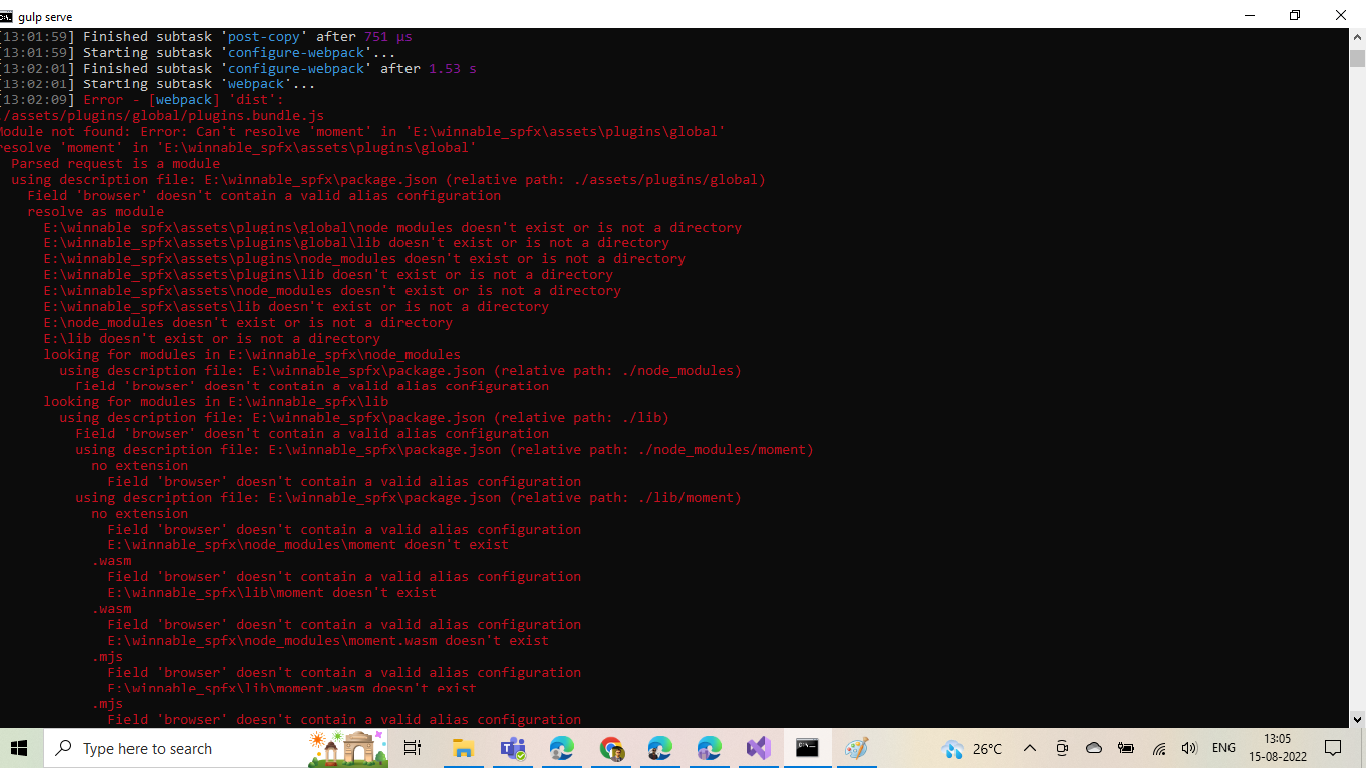 gulp serve
[13:01:59] Finished subtask 'post-copy' after 751 μs
[13:01:59] Starting subtask 'configure-webpack'...
[13:02:01] Finished subtask 'configure-webpack' after 1.53 s
[13:02:01] Starting subtask 'webpack'...
[13:02:09] Error - [webpack] 'dist':
./assets/plugins/global/plugins.bundle.js
Module not found: Error: Can't resolve 'moment' in 'E:\winnable_spfx\assets\plugins\global'
resolve 'moment' in 'E:\winnable_spfx\assets\plugins\global'
Parsed request is a module
using description file: E:\winnable_spfx\package.json (relative path: ./assets/plugins/global)
Field 'browser' doesn't contain a valid alias configuration
resolve as module
E:\winnable_spfx\assets\plugins\global\node_modules doesn't exist or is not a directory
E:\winnable_spfx\assets\plugins\global\lib doesn't exist or is not a directory
E:\winnable_spfx\assets\plugins\node_modules doesn't exist or is not a directory
E:\winnable_spfx\assets\plugins\lib doesn't exist or is not a directory
E:\winnable_spfx\assets\node_modules doesn't exist or is not a directory
E:\winnable_spfx\assets\lib doesn't exist or is not a directory
E:\node_modules doesn't exist or is not a directory
E:\lib doesn't exist or is not a directory
looking for modules in E:\winnable_spfx\node_modules
using description file: E:\winnable_spfx\package.json (relative path: ./node_modules)
Field 'browser' doesn't contain a valid alias configuration
looking for modules in E:\winnable_spfx\lib
using description file: E:\winnable_spfx\package.json (relative path: ./lib)
Field 'browser' doesn't contain a valid alias configuration
using description file: E:\winnable_spfx\package.json (relative path: ./node_modules/moment)
no extension
Field 'browser' doesn't contain a valid alias configuration
using description file: E:\winnable_spfx\package.json (relative path: ./lib/moment)
no extension
Field 'browser' doesn't contain a valid alias configuration
E:\winnable_spfx\node_modules\moment doesn't exist
.wasm
Field 'browser' doesn't contain a valid alias configuration
E:\winnable_spfx\lib\moment doesn't exist
.wasm
Field 'browser' doesn't contain a valid alias configuration
E:\winnable_spfx\node_modules\moment.wasm doesn't exist
.mjs
Field 'browser' doesn't contain a valid alias configuration
E:\winnable_spfx\lib\moment.wasm doesn't exist
.mjs
Field 'browser' doesn't contain a valid alias configuration
Type here to search
26°C
ENG
13:05
15-08-2022